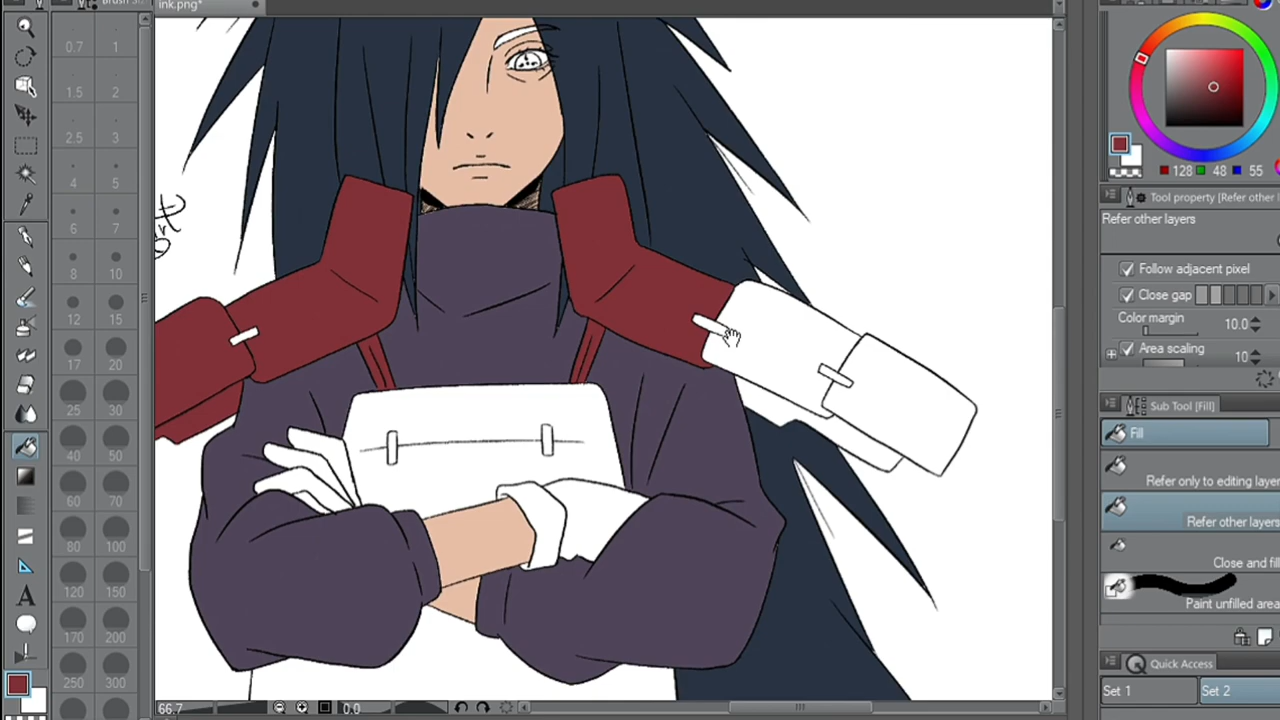 ink.png*
Brush Siz
0.7 1
1.5 2
2.5 3
4 5
6 7
8 10
12 15
17 20
25 30
40 50
60 70
80 100
120 150
170 200
250 300
66.7
0.0
128 48 55
Tool property [Refer other
Refer other layers
Follow adjacent pixel
Close gap
Color margin
10.0
Area scaling
10
Sub Tool [Fill]
Fill
Refer only to editing layer
Refer other layers
Close and fill
Paint unfilled area
Quick Access
Set 1
Set 2
A